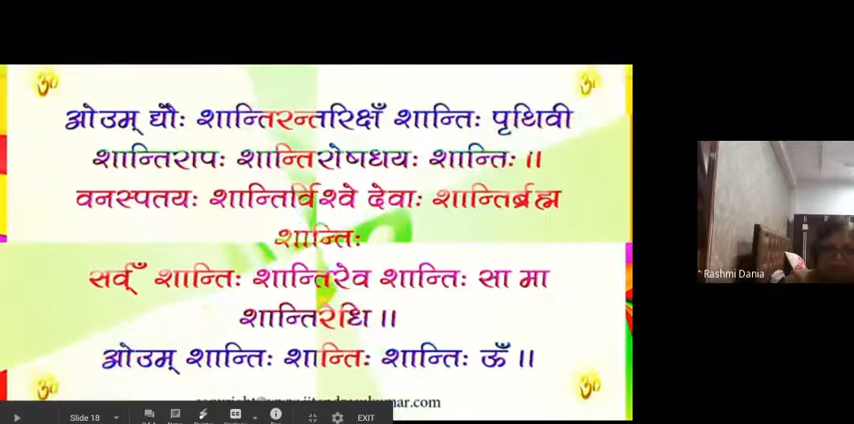 ओउम् द्यौः शान्तिरन्तरिक्षँ शान्तिः पृथिवी
शान्तिरापः शान्तिरोषधयः शान्तिः ।।
वनस्पतयः शान्तिर्विश्वे देवाः शान्तिर्ब्रह्म
शान्तिः
सर्वँ शान्तिः शान्तिरेव शान्तिः सा मा
शान्तिरेधि ।।
ओउम् शान्तिः शान्तिः शान्तिः ऊँ ।।
Rashmi Dania
Slide 18
EXIT